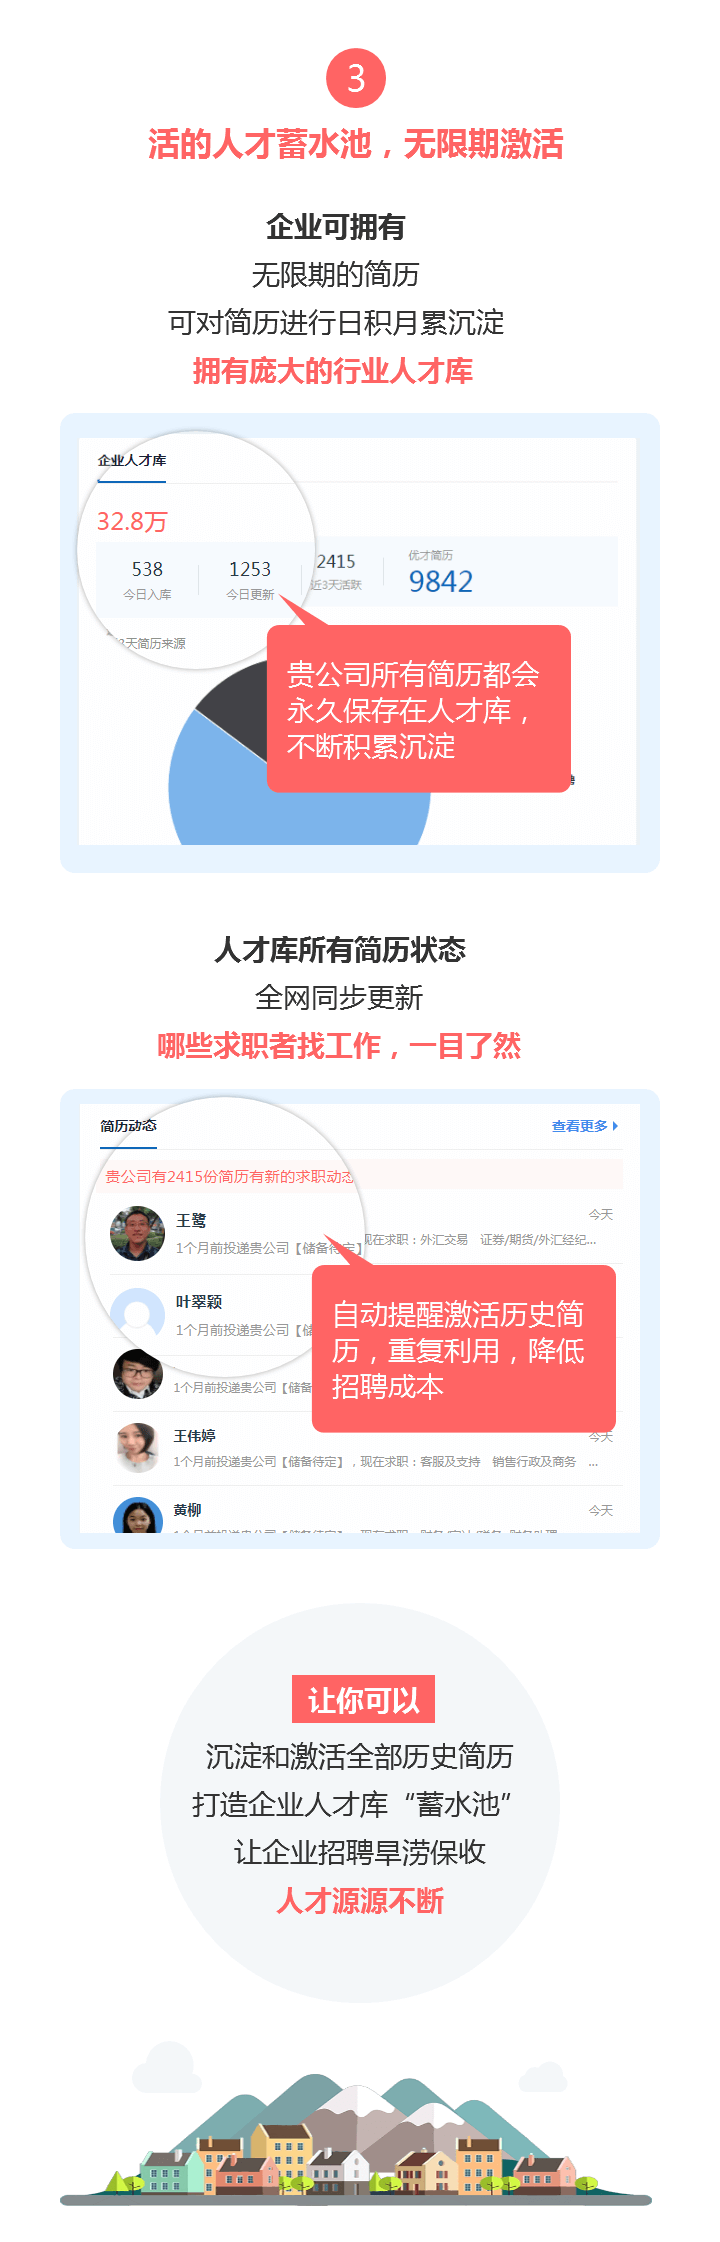 3
活的人才蓄水池，无限期激活
企业可拥有
无限期的简历
可对简历进行日积月累沉淀
拥有庞大的行业人才库
企业人才库
32.8万
538
今日入库
1253
今日更新
2415
近3天活跃
优才简历
9842
3天简历来源
贵公司所有简历都会
永久保存在人才库，
不断积累沉淀
人才库所有简历状态
全网同步更新
哪些求职者找工作，一目了然
简历动态
查看更多
贵公司有2415份简历有新的求职动态
王鹭
今天
1个月前投递贵公司【储备待定】
现在求职：外汇交易 证券/期货/外汇经纪...
叶翠颖
1个月前投递贵公司【储
自动提醒激活历史简
历，重复利用，降低
招聘成本
1个月前投递贵公司【储备
王伟婷
今天
1个月前投递贵公司【储备待定】，现在求职：客服及支持 销售行政及商务 ...
黄柳
今天
让你可以
沉淀和激活全部历史简历
打造企业人才库“蓄水池”
让企业招聘旱涝保收
人才源源不断